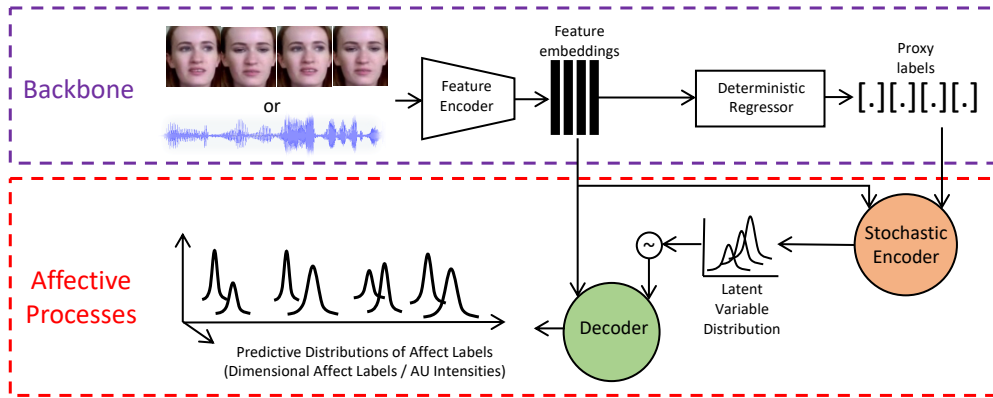 Backbone
or
Feature
Encoder
Feature
embeddings
Deterministic
Regressor
Proxy
labels
[.][.][.][.]
Affective
Processes
Predictive Distributions of Affect Labels
(Dimensional Affect Labels / AU Intensities)
Decoder
~
Latent
Variable
Distribution
Stochastic
Encoder